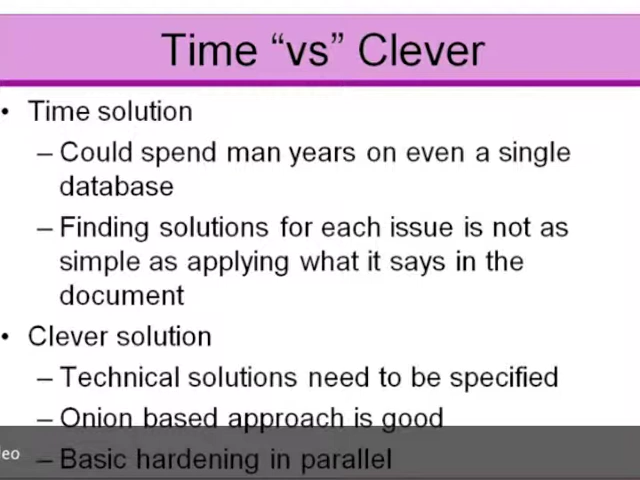 Time “vs” Clever
• Time solution
– Could spend man years on even a single
database
– Finding solutions for each issue is not as
simple as applying what it says in the
document
• Clever solution
– Technical solutions need to be specified
– Onion based approach is good
– Basic hardening in parallel